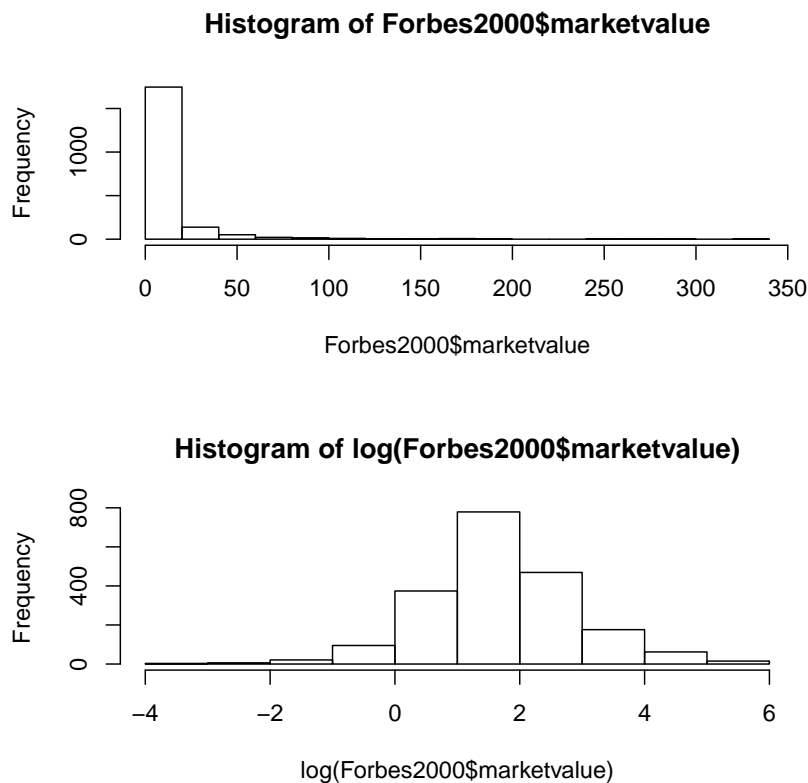 Histogram of Forbes2000$marketvalue
Frequency
0
1000
0 50 100 150 200 250 300 350
Forbes2000$marketvalue
Histogram of log(Forbes2000$marketvalue)
Frequency
0
400
800
−4 −2 0 2 4 6
log(Forbes2000$marketvalue)